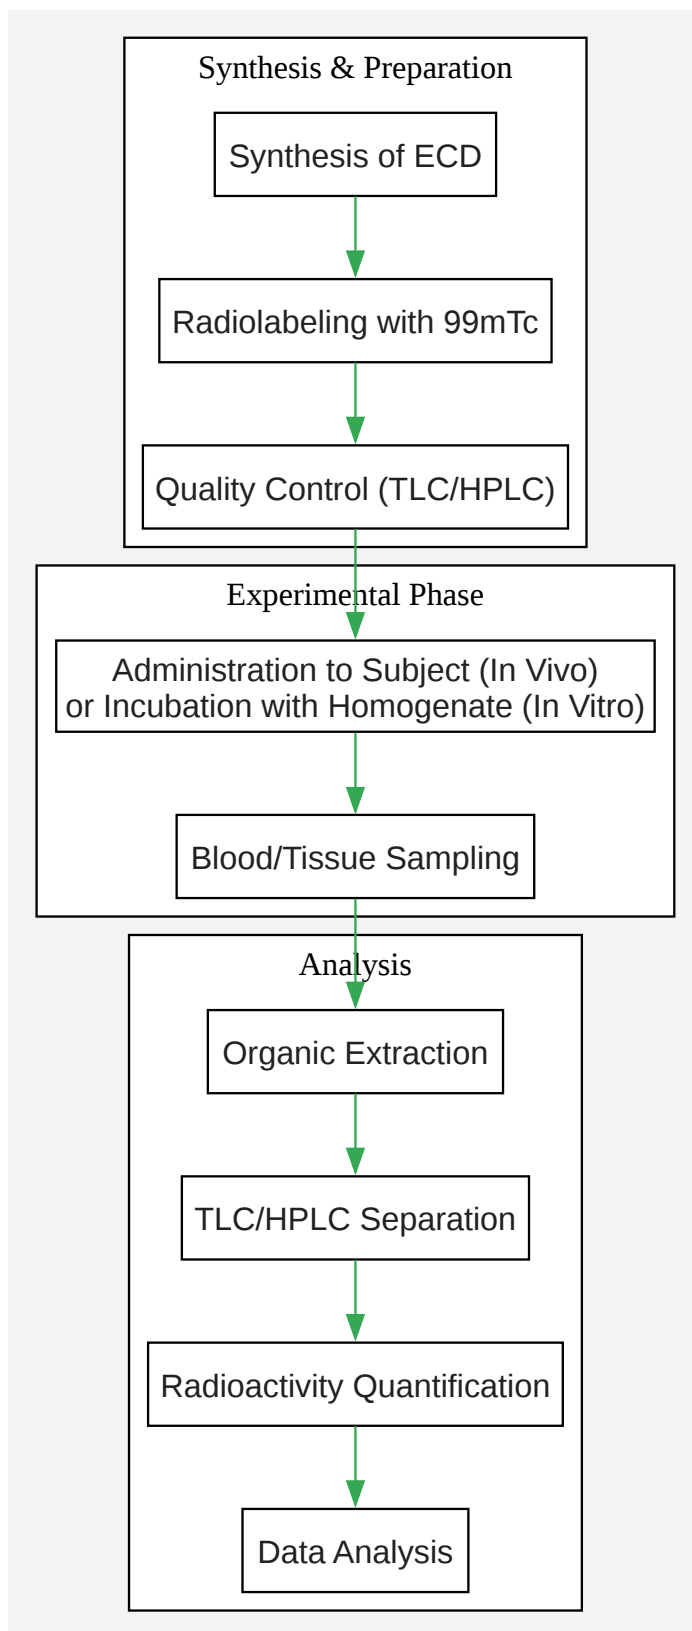 Synthesis & Preparation
Synthesis of ECD
Radiolabeling with 99mTc
Quality Control (TLC/HPLC)
Experimental Phase
Administration to Subject (In Vivo)
or Incubation with Homogenate (In Vitro)
Blood/Tissue Sampling
Analysis
Organic Extraction
TLC/HPLC Separation
Radioactivity Quantification
Data Analysis